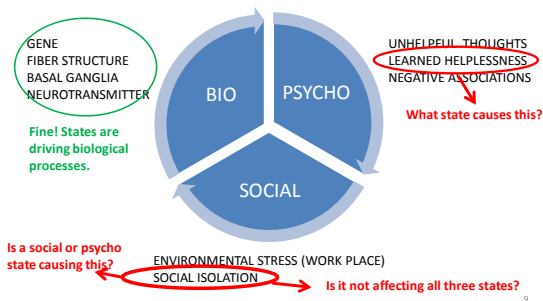 GENE
FIBER STRUCTURE
BASAL GANGLIA
NEUROTRANSMITTER
Fine! States are
driving biological
processes.
BIO
PSYCHO
SOCIAL
UNHELPFUL THOUGHTS
LEARNED HELPLESSNESS
NEGATIVE ASSOCIATIONS
What state causes this?
Is a social or psycho
state causing this?
ENVIRONMENTAL STRESS (WORK PLACE)
SOCIAL ISOLATION
Is it not affecting all three states?
9